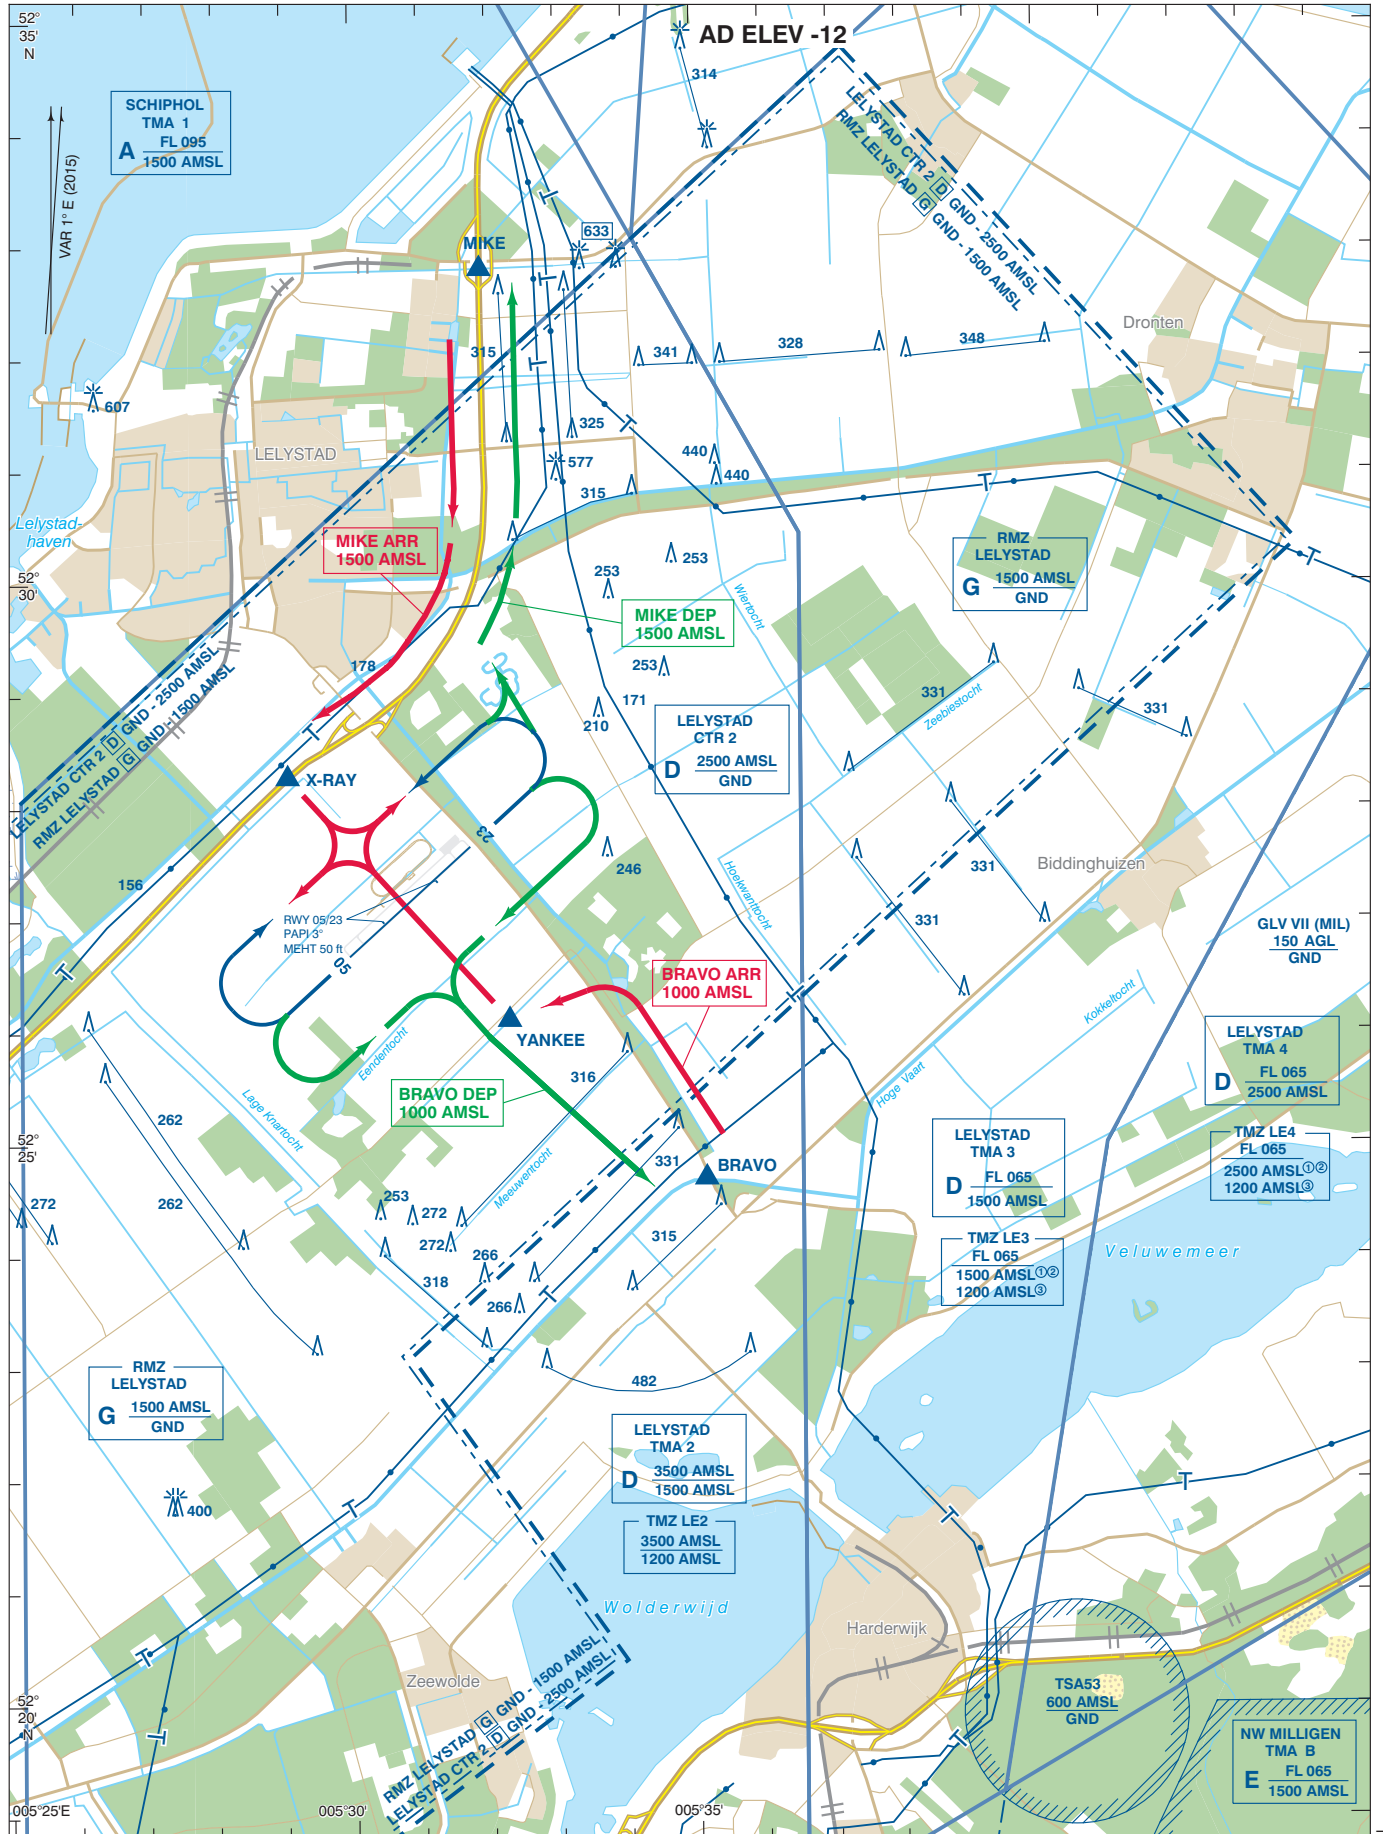 52°
35'
N
AD ELEV -12
SCHIPHOL
TMA 1
A FL 095
1500 AMSL
VAR 1° E (2015)
314
LELYSTAD CTR 2 D GND - 2500 AMSL
RMZ LELYSTAD G GND - 1500 AMSL
MIKE
633
Dronten
315
341
328
348
607
325
LELYSTAD
577
440
440
315
Lelystad-
haven
MIKE ARR
1500 AMSL
253
253
RMZ
LELYSTAD
G 1500 AMSL
GND
52°
30'
MIKE DEP
1500 AMSL
Wiertocht
178
253
171
210
331
Zeebiestocht
331
LELYSTAD CTR 2 D GND - 2500 AMSL
RMZ LELYSTAD G GND - 1500 AMSL
LELYSTAD
CTR 2
D 2500 AMSL
GND
X-RAY
23
246
331
Biddinghuizen
156
Hoekwanttocht
331
RWY 05/23
PAPI 3°
MEHT 50 ft
05
GLV VII (MIL)
150 AGL
GND
BRAVO ARR
1000 AMSL
Kokkeltocht
YANKEE
Eendentocht
LELYSTAD
TMA 4
D FL 065
2500 AMSL
316
BRAVO DEP
1000 AMSL
Hoge Vaart
Lage Knartocht
262
52°
25'
LELYSTAD
TMA 3
D FL 065
1500 AMSL
TMZ LE4
FL 065
2500 AMSL①②
1200 AMSL③
331
BRAVO
Meeuwentocht
272
262
253
272
272
315
266
318
266
TMZ LE3
FL 065
1500 AMSL①②
1200 AMSL③
Veluwemeer
RMZ
LELYSTAD
G 1500 AMSL
GND
482
LELYSTAD
TMA 2
D 3500 AMSL
1500 AMSL
400
TMZ LE2
3500 AMSL
1200 AMSL
Wolderwijd
Harderwijk
Zeewolde
RMZ LELYSTAD G GND - 1500 AMSL
LELYSTAD CTR 2 D GND - 2500 AMSL
TSA53
600 AMSL
GND
52°
20'
N
NW MILLIGEN
TMA B
E FL 065
1500 AMSL
005°25'E
005°30'
005°35'